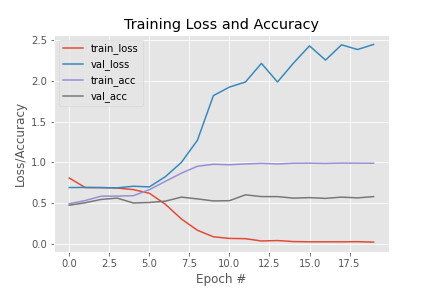 Training Loss and Accuracy
train_loss
val_loss
train_acc
val_acc
Loss/Accuracy
2.5
2.0
1.5
1.0
0.5
0.0
0.0 2.5 5.0 7.5 10.0 12.5 15.0 17.5
Epoch #